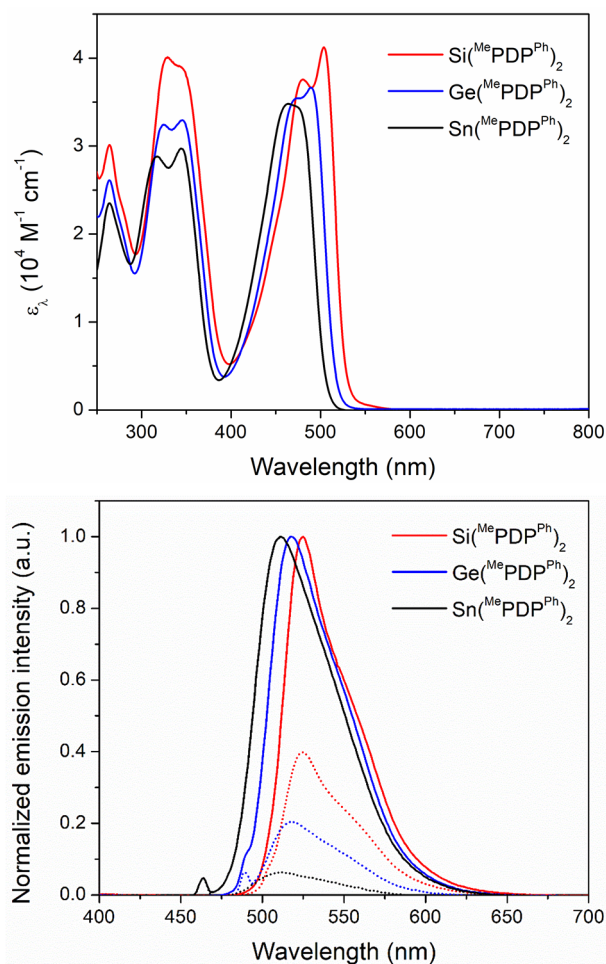 4
3
2
1
0
ε_λ (10⁴ M⁻¹ cm⁻¹)
Si(ᴹᵉPDPᴾʰ)₂
Ge(ᴹᵉPDPᴾʰ)₂
Sn(ᴹᵉPDPᴾʰ)₂
300 400 500 600 700 800
Wavelength (nm)
1.0
0.8
0.6
0.4
0.2
0.0
Normalized emission intensity (a.u.)
Si(ᴹᵉPDPᴾʰ)₂
Ge(ᴹᵉPDPᴾʰ)₂
Sn(ᴹᵉPDPᴾʰ)₂
400 450 500 550 600 650 700
Wavelength (nm)